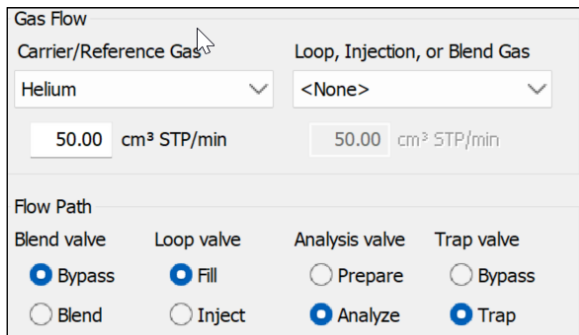 Gas Flow
Carrier/Reference Gas Loop, Injection, or Blend Gas
Helium <None>
50.00 cm³ STP/min 50.00 cm³ STP/min
Flow Path
Blend valve Loop valve Analysis valve Trap valve
Bypass Fill Prepare Bypass
Blend Inject Analyze Trap